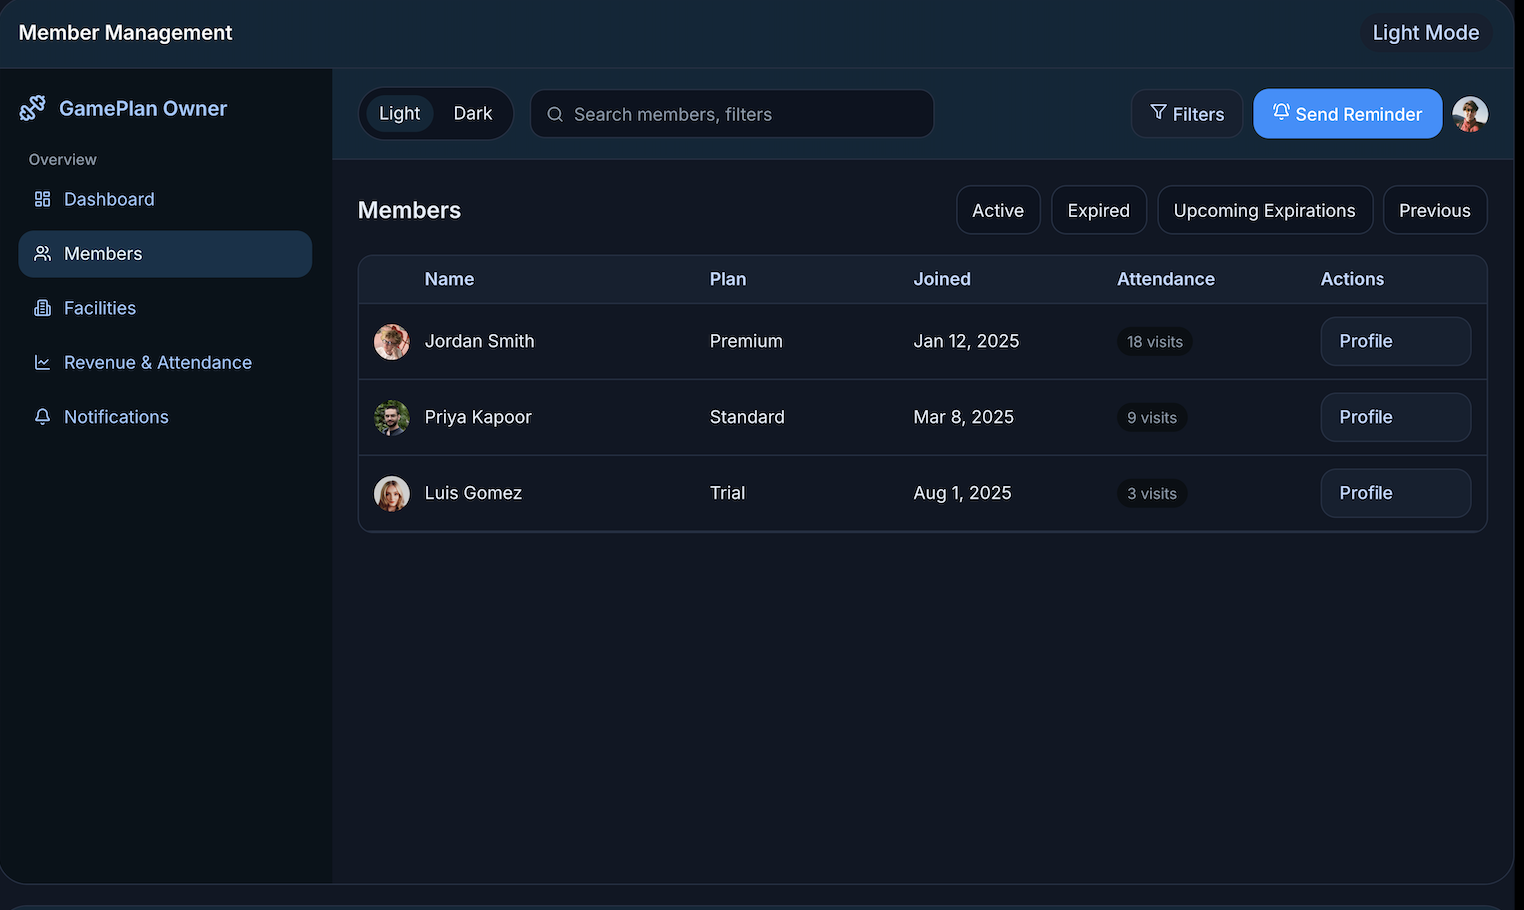 Member Management
Light Mode
GamePlan Owner
Overview
Dashboard
Members
Facilities
Revenue & Attendance
Notifications
Light Dark
Search members, filters
Filters
Send Reminder
Members
Active Expired Upcoming Expirations Previous
Name Plan Joined Attendance Actions
Jordan Smith Premium Jan 12, 2025 18 visits Profile
Priya Kapoor Standard Mar 8, 2025 9 visits Profile
Luis Gomez Trial Aug 1, 2025 3 visits Profile